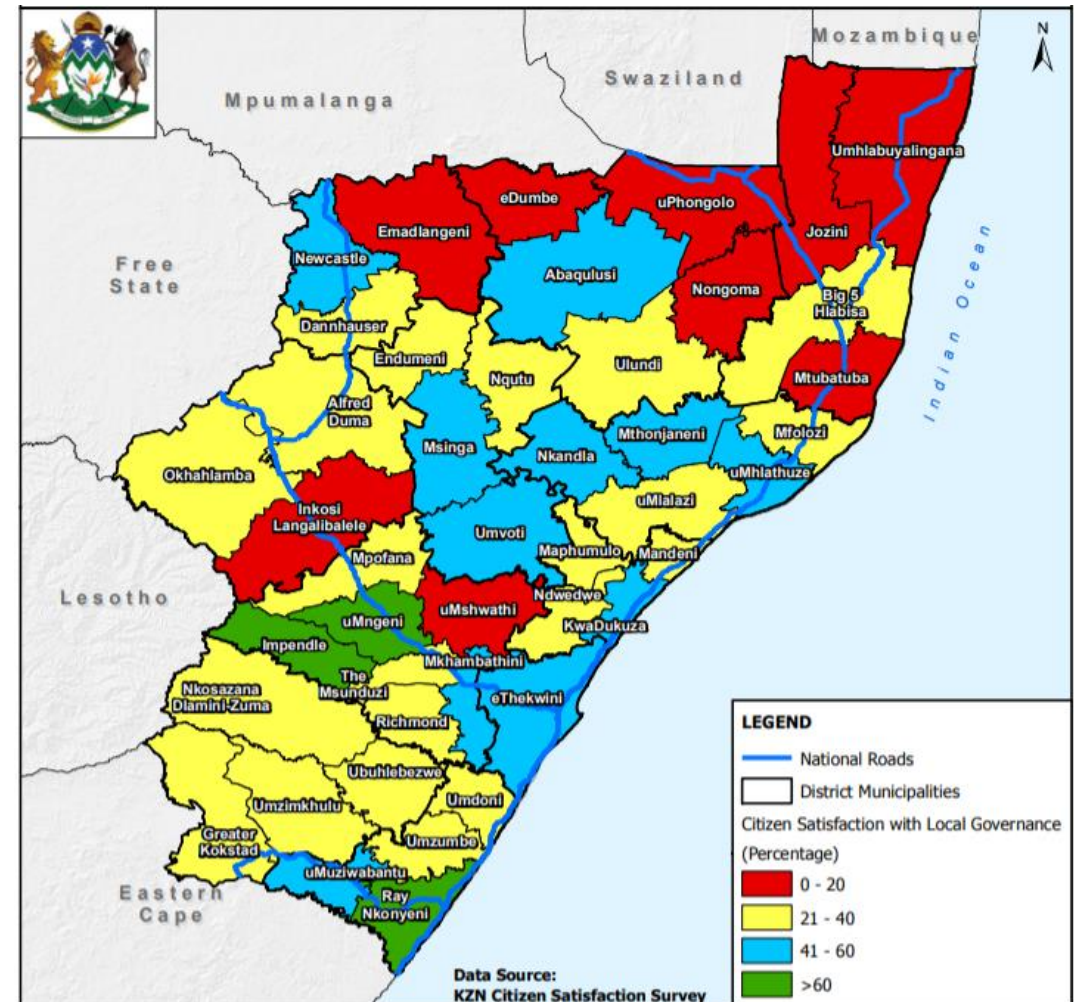 N
Mozambique
Swaziland
Mpumalanga
Umhlabuyalingana
eDumbe
uPhongolo
Emadlangeni
Jozini
Newcastle
Free
State
Abaqulusi
Nongoma
Big 5
Hlabisa
Indian Ocean
Dannhauser
Endumeni
Ulundi
Nqutu
Mtubatuba
Alfred
Duma
Mthonjaneni
Mfolozi
Msinga
Nkandla
uMhlathuze
Okhahlamba
uMlalazi
Inkosi
Langalibalele
Umvoti
Maphumulo
Mandeni
Mpofana
Lesotho
Ndwedwe
uMshwathi
uMngeni
KwaDukuza
Impendle
Mkhambathini
The
Msunduzi
Nkosazana
Dlamini-Zuma
eThekwini
Richmond
Ubuhlebezwe
Umdoni
Umzimkhulu
Greater
Kokstad
Umzumbe
uMuziwabantu
Eastern
Cape
Ray
Nkonyeni
LEGEND
National Roads
District Municipalities
Citizen Satisfaction with Local Governance
(Percentage)
0 - 20
21 - 40
41 - 60
>60
Data Source:
KZN Citizen Satisfaction Survey